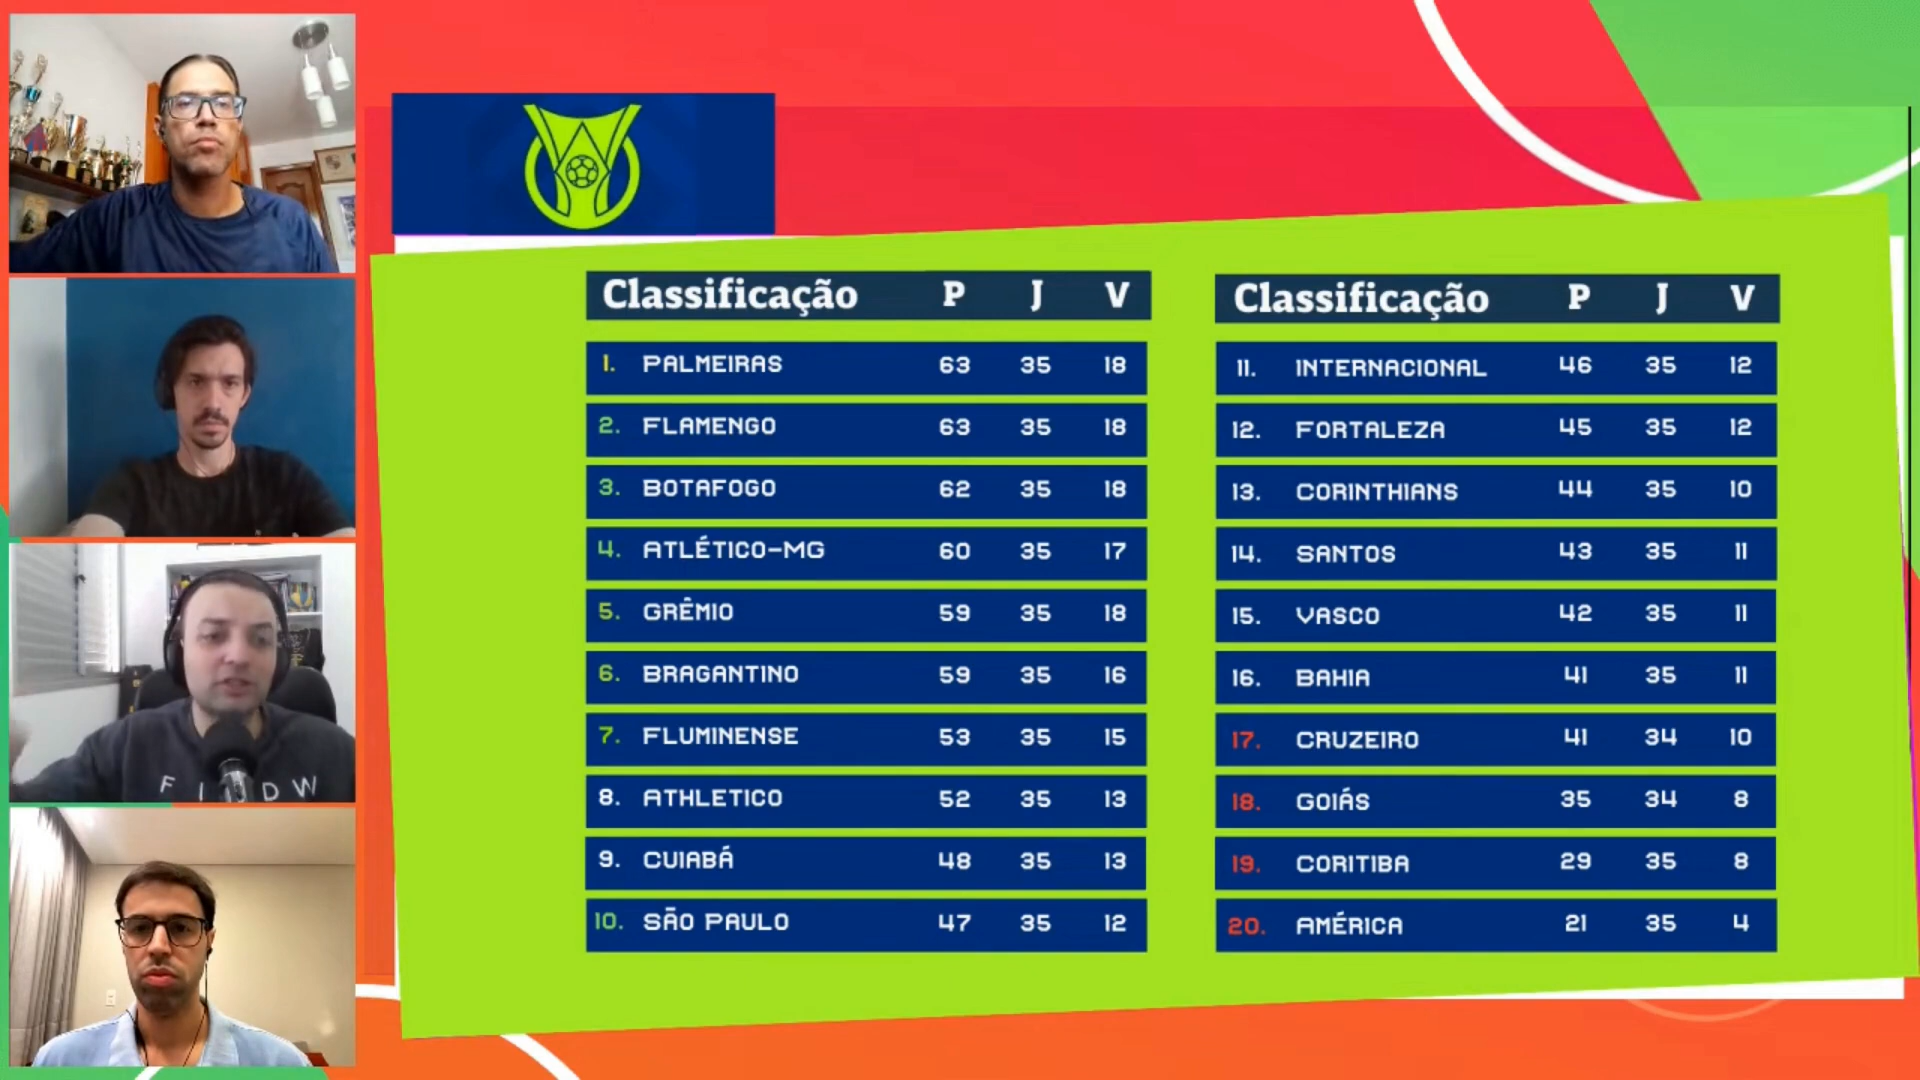 Classificação P J V
1. PALMEIRAS 63 35 18
2. FLAMENGO 63 35 18
3. BOTAFOGO 62 35 18
4. ATLÉTICO-MG 60 35 17
5. GRÊMIO 59 35 18
6. BRAGANTINO 59 35 16
7. FLUMINENSE 53 35 15
8. ATHLETICO 52 35 13
9. CUIABÁ 48 35 13
10. SÃO PAULO 47 35 12
Classificação P J V
11. INTERNACIONAL 46 35 12
12. FORTALEZA 45 35 12
13. CORINTHIANS 44 35 10
14. SANTOS 43 35 11
15. VASCO 42 35 11
16. BAHIA 41 35 11
17. CRUZEIRO 41 34 10
18. GOIÁS 35 34 8
19. CORITIBA 29 35 8
20. AMÉRICA 21 35 4